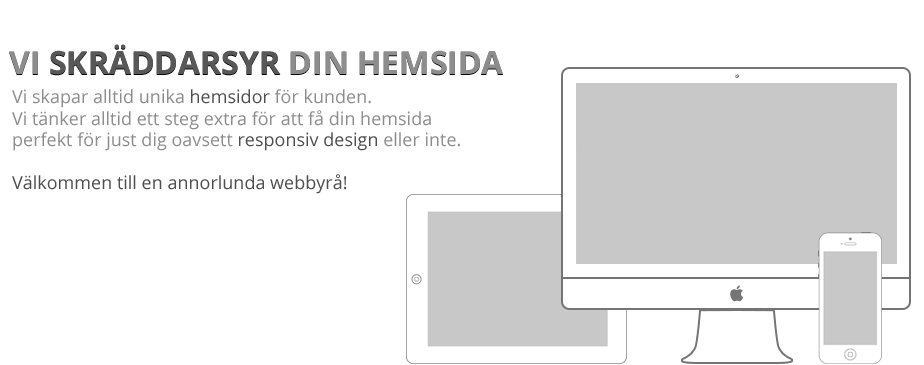 VI SKRÄDDARSYR DIN HEMSIDA
Vi skapar alltid unika hemsidor för kunden.
Vi tänker alltid ett steg extra för att få din hemsida
perfekt för just dig oavsett responsiv design eller inte.
Välkommen till en annorlunda webbyrå!